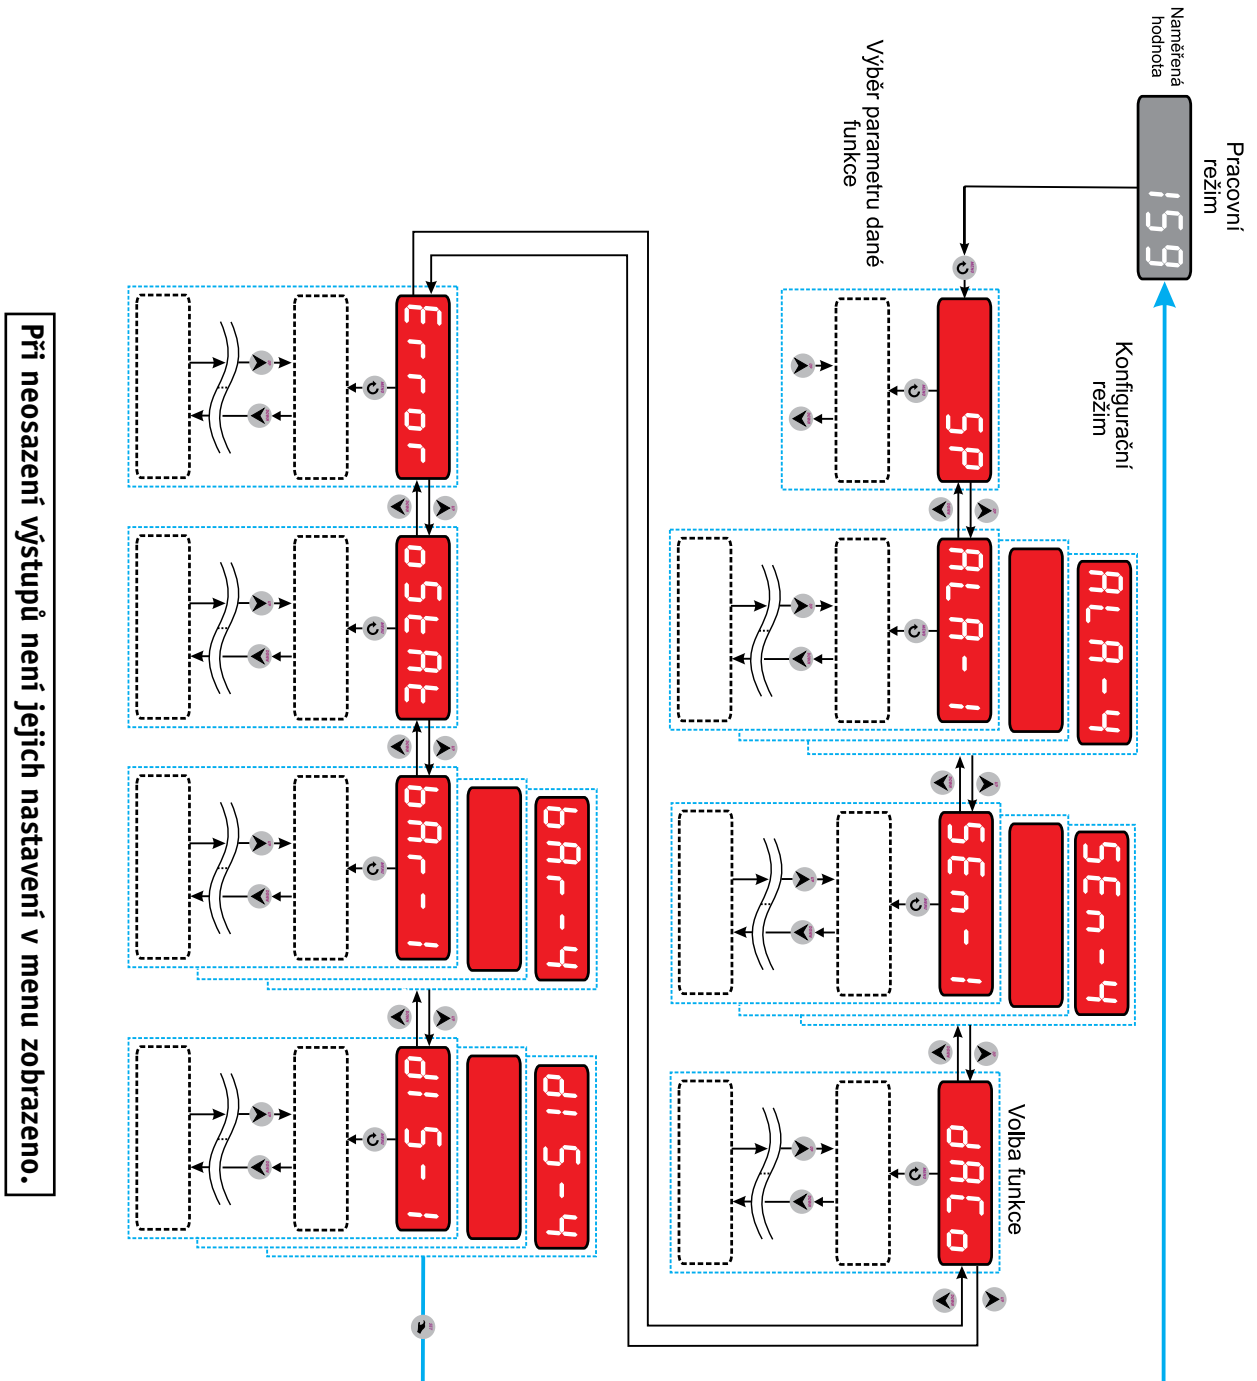 Pracovní
režim
Naměřená
hodnota
159
Konfigurační
režim
Výběr parametru dané
funkce
SP
ALA-1
ALA-4
SEn-1
SEn-4
dACo
Volba funkce
Error
oStAt
bAr-1
bAr-4
dIS-1
dIS-4
Při neosazení výstupů není jejich nastavení v menu zobrazeno.